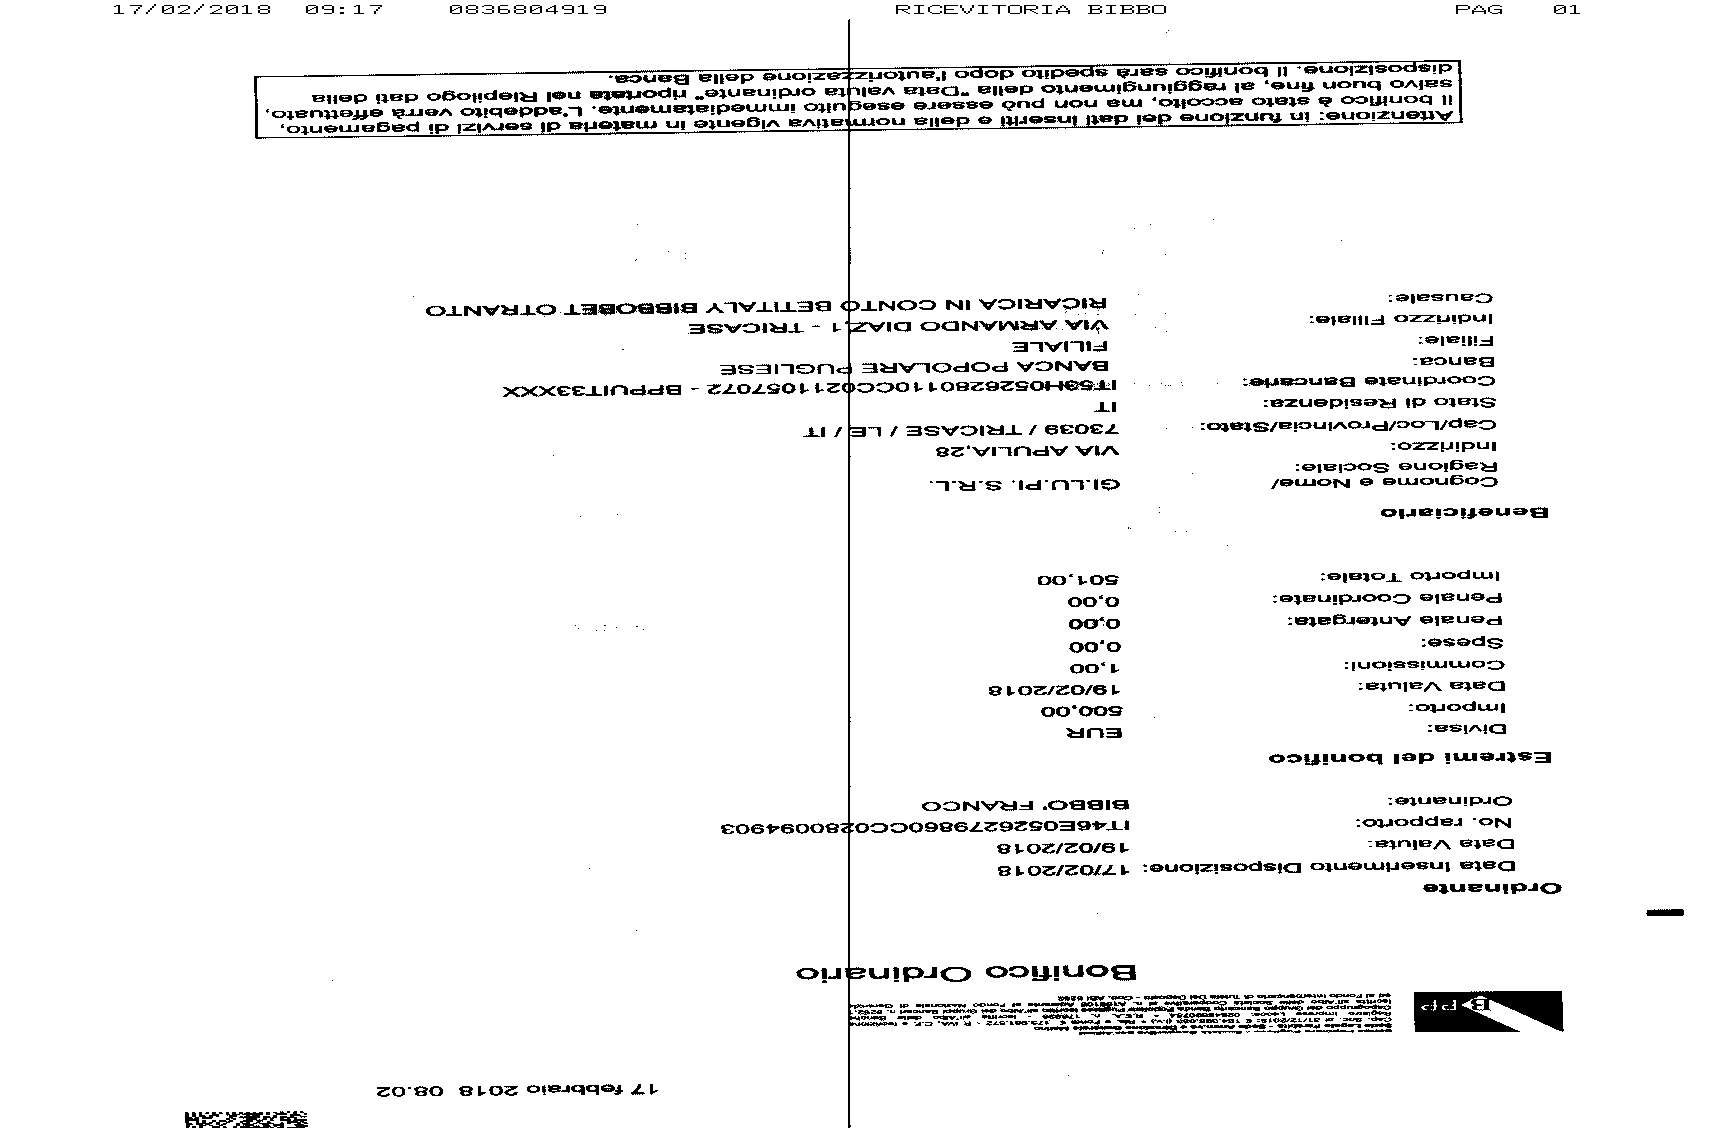 17/02/2018 09:17 0836804919 RICEVITORIA BIBBO PAG 01
17 febbraio 2018 08.02
Bonifico Ordinario
Ordinante
Data Inserimento Disposizione: 17/02/2018
Data Valuta: 19/02/2018
No. rapporto: IT46E0526279860CC0280094903
Ordinante: BIBBO' FRANCO
Estremi del bonifico
Divisa: EUR
Importo: 500,00
Data Valuta: 19/02/2018
Commissioni: 1,00
Spese: 0,00
Penale Antergata: 0,00
Penale Coordinate: 0,00
Importo Totale: 501,00
Beneficiario
Cognome e Nome/ GI.LU.PI. S.R.L.
Ragione Sociale:
Indirizzo: VIA APULIA,28
Cap/Loc/Provincia/Stato: 73039 / TRICASE / LE / IT
Stato di Residenza: IT
Coordinate Bancarie: IT53H0526280110CC0211057072 - BPPUIT33XXX
Banca: BANCA POPOLARE PUGLIESE
Filiale: FILIALE
Indirizzo Filiale: VIA ARMANDO DIAZ,1 - TRICASE
Causale: RICARICA IN CONTO BETITALY BIBBOBET OTRANTO
Attenzione: in funzione dei dati inseriti e della normativa vigente in materia di servizi di pagamento,
il bonifico è stato accolto, ma non può essere eseguito immediatamente. L'addebito verrà effettuato,
salvo buon fine, al raggiungimento della "Data valuta ordinante" riportata nel Riepilogo dati della
disposizione. Il bonifico sarà spedito dopo l'autorizzazione della Banca.